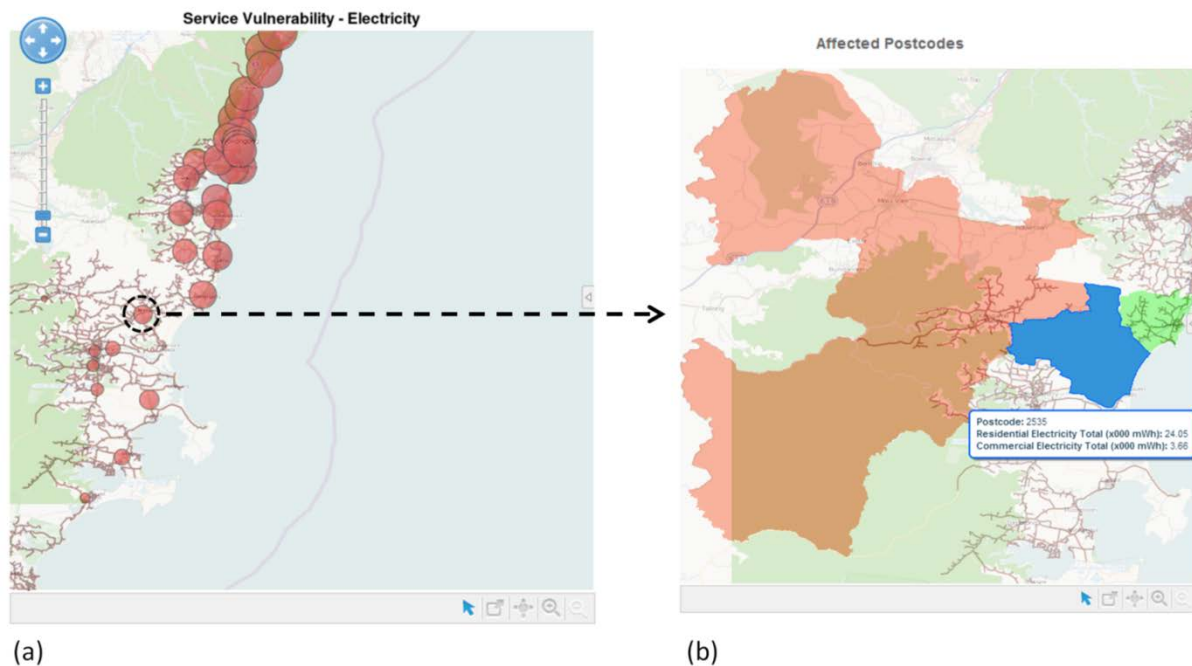 Service Vulnerability - Electricity
Affected Postcodes
Postcode: 2535
Residential Electricity Total (x000 mWh): 24.05
Commercial Electricity Total (x000 mWh): 3.66
(a)
(b)